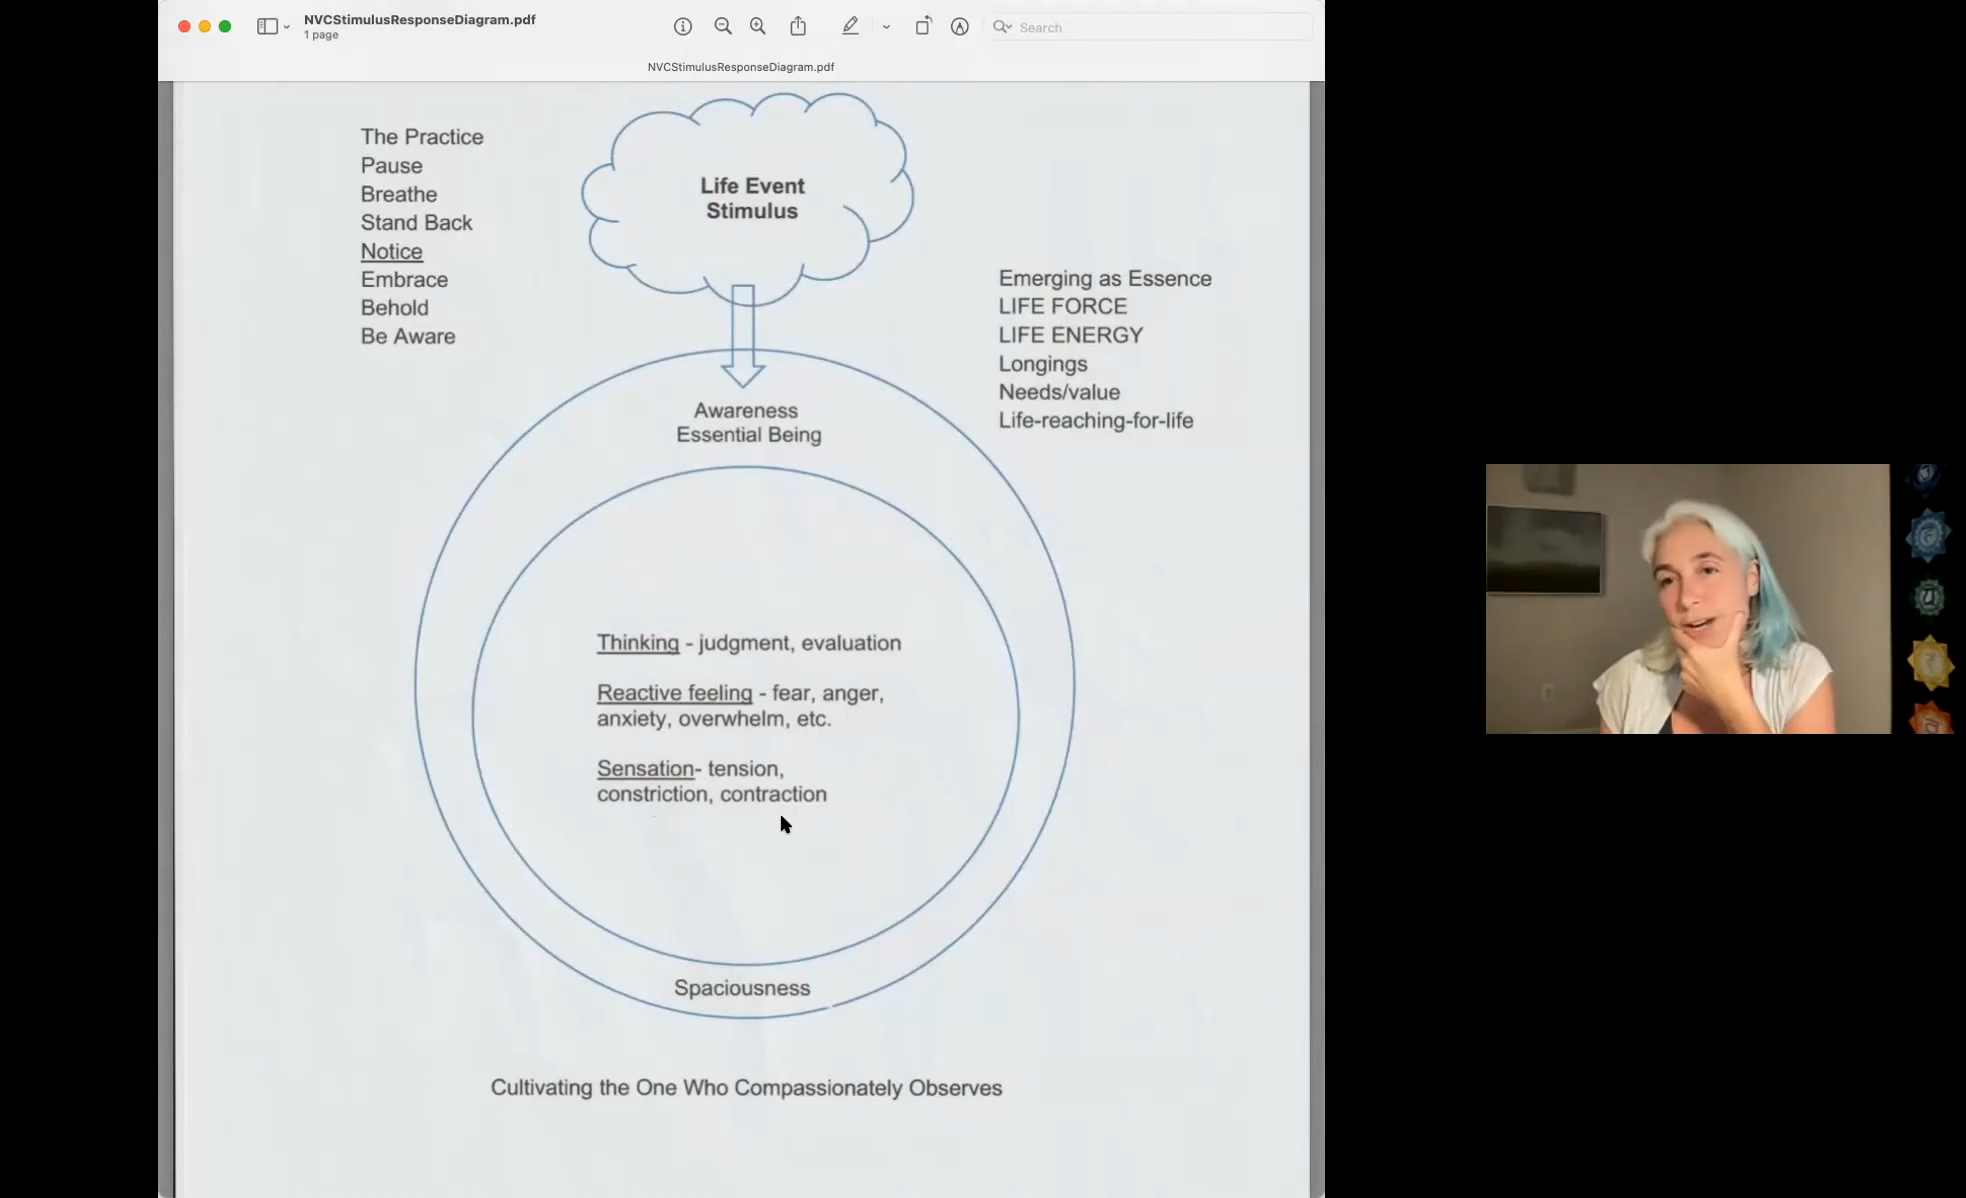 NVCStimulusResponseDiagram.pdf
1 page
Search
NVCStimulusResponseDiagram.pdf
The Practice
Pause
Breathe
Stand Back
Notice
Embrace
Behold
Be Aware
Life Event
Stimulus
Emerging as Essence
LIFE FORCE
LIFE ENERGY
Longings
Needs/value
Life-reaching-for-life
Awareness
Essential Being
Thinking - judgment, evaluation
Reactive feeling - fear, anger,
anxiety, overwhelm, etc.
Sensation- tension,
constriction, contraction
Spaciousness
Cultivating the One Who Compassionately Observes